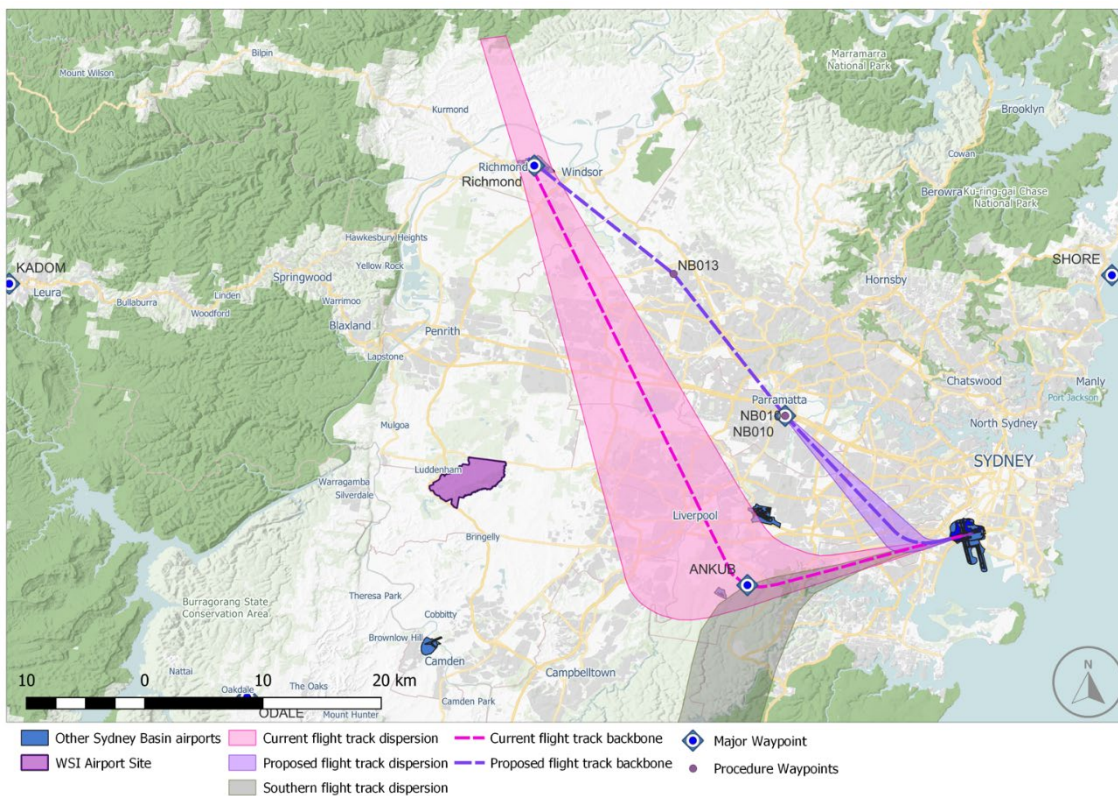 Bilpin
Mount Wilson
Marramarra
National Park
Brooklyn
Kurmond
Cowan
Richmond
Windsor
Richmond
Berowra
Ku-ring-gai Chase
National Park
Hawkesbury Heights
NB013
SHORE
KADOM
Leura
Springwood
Yellow Rock
Hornsby
Bullaburra
Linden
Woodford
Warrimoo
Blaxland
Penrith
Lapstone
Chatswood
Manly
Parramatta
Port Jackson
Mulgoa
NB010
NB010
North Sydney
SYDNEY
Luddenham
Warragamba
Silverdale
Liverpool
Bringelly
ANKUB
Theresa Park
Burragorang State
Conservation Area
Cobbitty
Brownlow Hill
Nattai
Camden
Campbelltown
N
Oakdale
The Oaks
10 0 10 20 km
Camden Park
ODALE
Mount Hunter
Other Sydney Basin airports
Current flight track dispersion
Current flight track backbone
Major Waypoint
WSI Airport Site
Proposed flight track dispersion
Proposed flight track backbone
Procedure Waypoints
Southern flight track dispersion